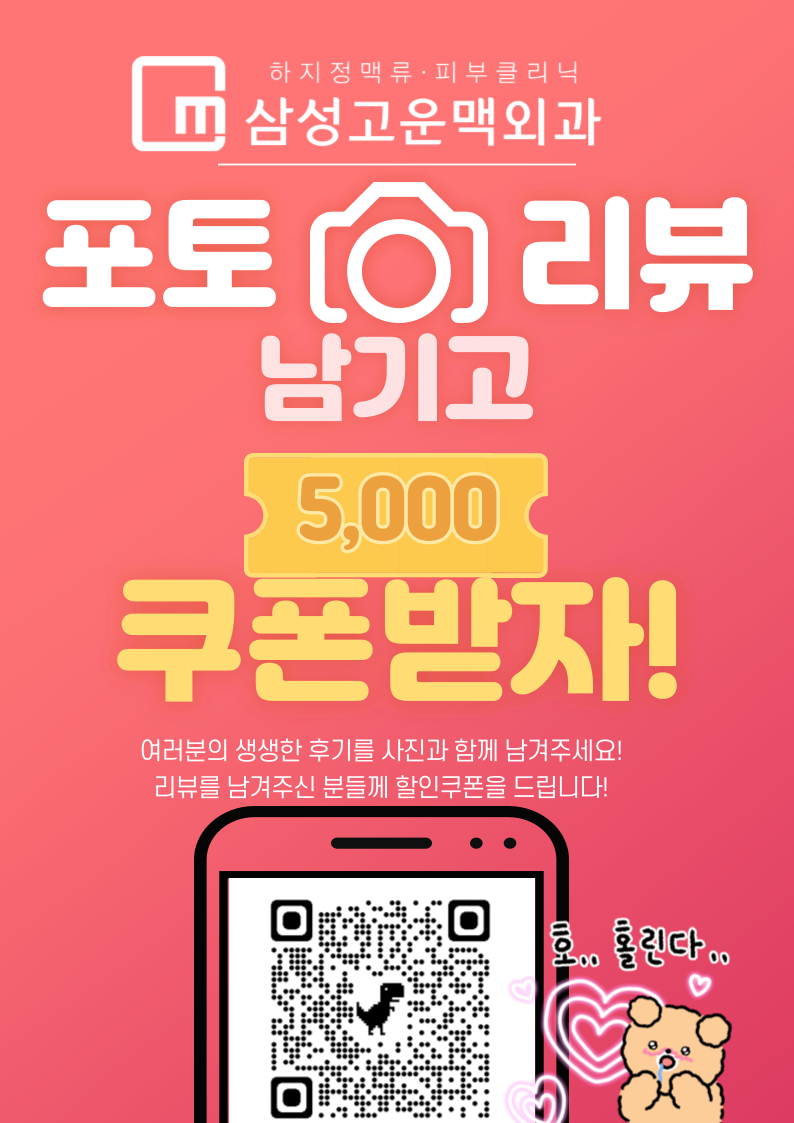 하지정맥류·피부클리닉
삼성고운맥외과
포토 리뷰
남기고
5,000
쿠폰받자!
여러분의 생생한 후기를 사진과 함께 남겨주세요!
리뷰를 남겨주신 분들께 할인쿠폰을 드립니다!
호.. 홀린다..